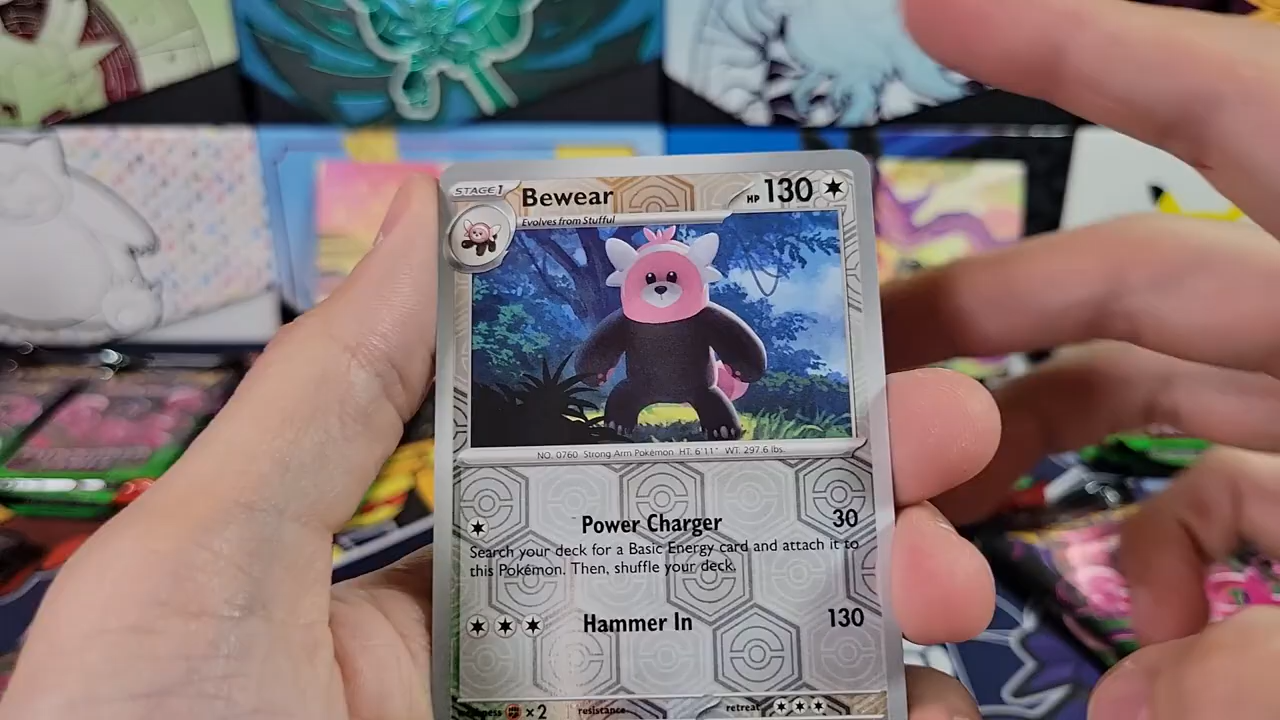 STAGE 1 Bewear HP 130
Evolves from Stufful
NO. 0760 Strong Arm Pokémon HT: 6'11" WT: 297.6 lbs.
Power Charger 30
Search your deck for a Basic Energy card and attach it to
this Pokémon. Then, shuffle your deck.
Hammer In 130
weakness ×2 resistance retreat